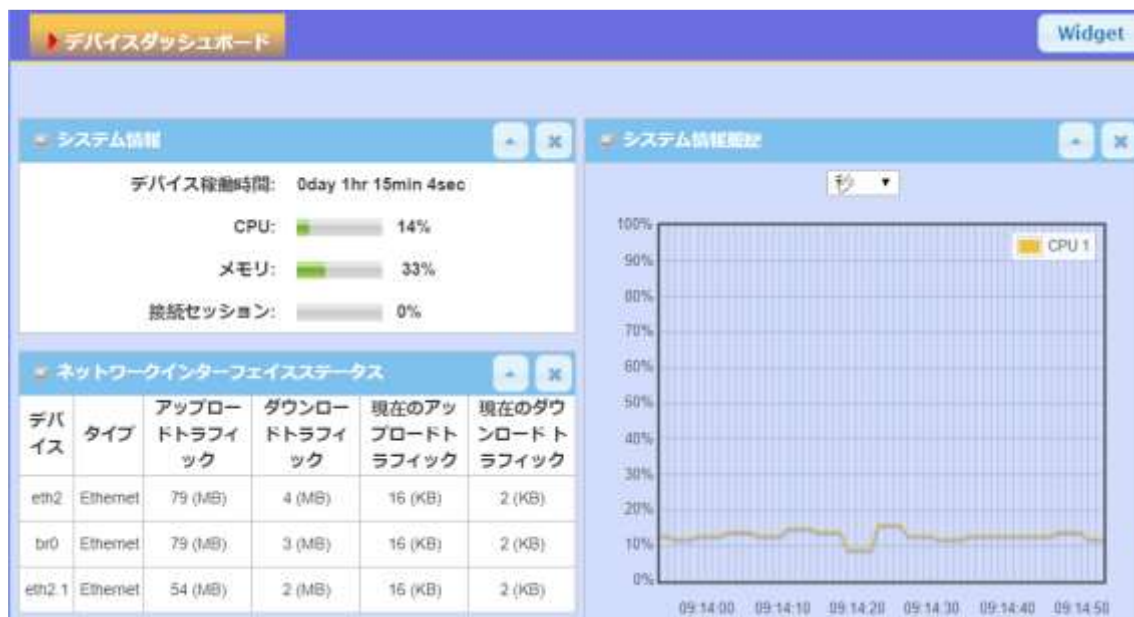 デバイスダッシュボード
Widget
システム情報
デバイス稼働時間: 0day 1hr 15min 4sec
CPU: 14%
メモリ: 33%
接続セッション: 0%
ネットワークインターフェイスステータス
デバイス タイプ アップロードトラフィック ダウンロードトラフィック 現在のアップロードトラフィック 現在のダウンロード トラフィック
eth2 Ethernet 79 (MB) 4 (MB) 16 (KB) 2 (KB)
br0 Ethernet 79 (MB) 3 (MB) 16 (KB) 2 (KB)
eth2.1 Ethernet 54 (MB) 2 (MB) 16 (KB) 2 (KB)
システム情報履歴
秒
CPU 1
100%
90%
80%
70%
60%
50%
40%
30%
20%
10%
0%
09:14:00 09:14:10 09:14:20 09:14:30 09:14:40 09:14:50